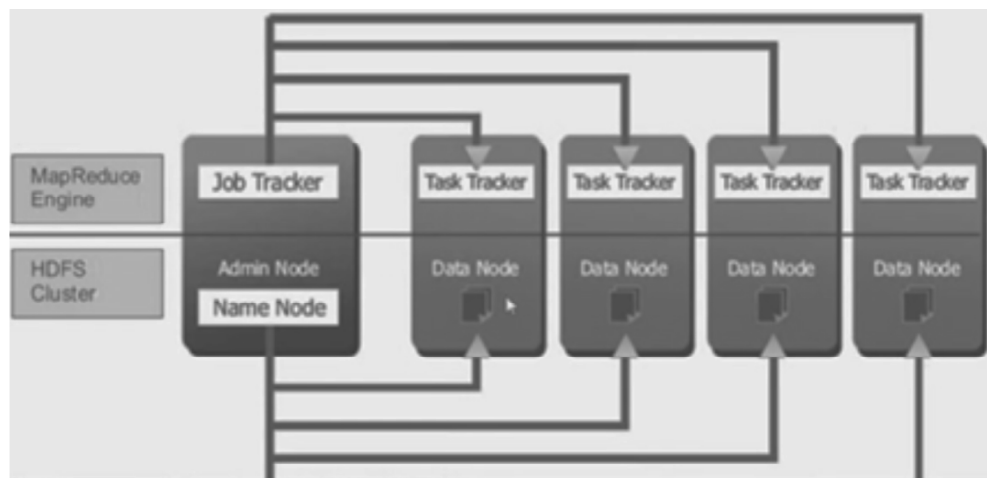 MapReduce
Engine
Job Tracker
Task Tracker
Task Tracker
Task Tracker
Task Tracker
HDFS
Cluster
Admin Node
Name Node
Data Node
Data Node
Data Node
Data Node